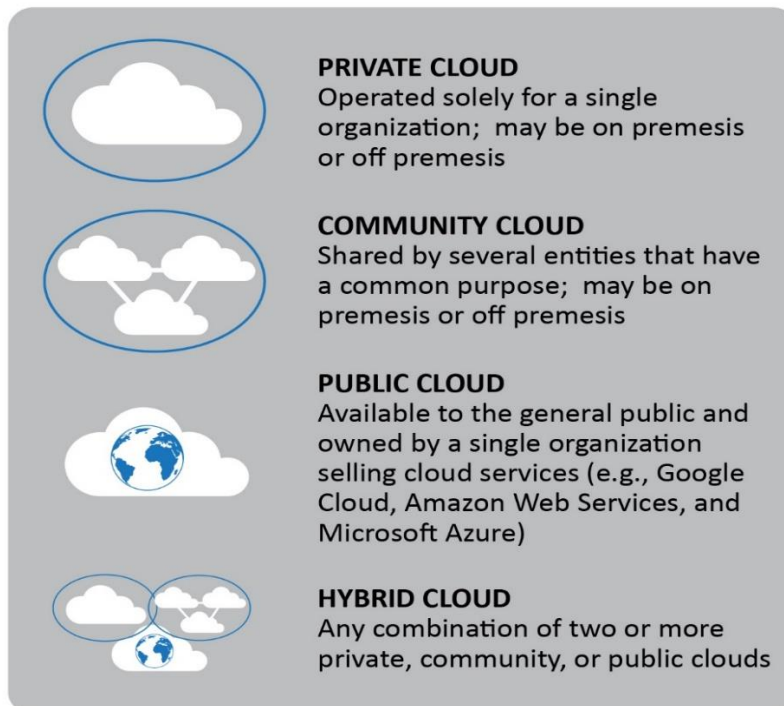 PRIVATE CLOUD
Operated solely for a single
organization; may be on premesis
or off premesis
COMMUNITY CLOUD
Shared by several entities that have
a common purpose; may be on
premesis or off premesis
PUBLIC CLOUD
Available to the general public and
owned by a single organization
selling cloud services (e.g., Google
Cloud, Amazon Web Services, and
Microsoft Azure)
HYBRID CLOUD
Any combination of two or more
private, community, or public clouds